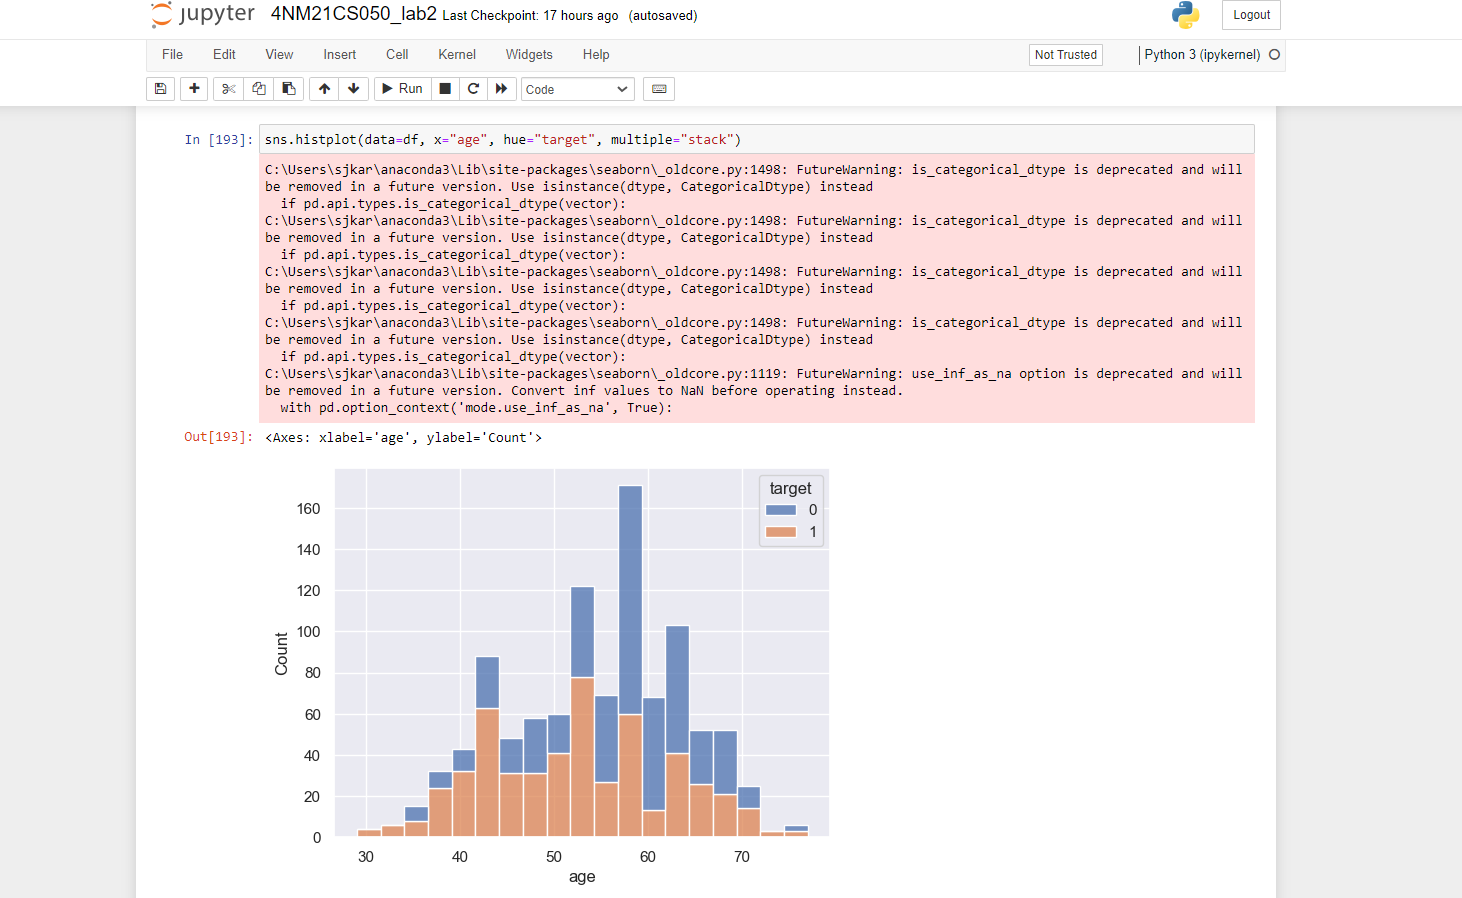 jupyter 4NM21CS050_lab2 Last Checkpoint: 17 hours ago (autosaved) Logout
File Edit View Insert Cell Kernel Widgets Help Not Trusted Python 3 (ipykernel)
Run Code
In [193]: sns.histplot(data=df, x="age", hue="target", multiple="stack")
C:\Users\sjkar\anaconda3\Lib\site-packages\seaborn\_oldcore.py:1498: FutureWarning: is_categorical_dtype is deprecated and will
be removed in a future version. Use isinstance(dtype, CategoricalDtype) instead
  if pd.api.types.is_categorical_dtype(vector):
C:\Users\sjkar\anaconda3\Lib\site-packages\seaborn\_oldcore.py:1498: FutureWarning: is_categorical_dtype is deprecated and will
be removed in a future version. Use isinstance(dtype, CategoricalDtype) instead
  if pd.api.types.is_categorical_dtype(vector):
C:\Users\sjkar\anaconda3\Lib\site-packages\seaborn\_oldcore.py:1498: FutureWarning: is_categorical_dtype is deprecated and will
be removed in a future version. Use isinstance(dtype, CategoricalDtype) instead
  if pd.api.types.is_categorical_dtype(vector):
C:\Users\sjkar\anaconda3\Lib\site-packages\seaborn\_oldcore.py:1498: FutureWarning: is_categorical_dtype is deprecated and will
be removed in a future version. Use isinstance(dtype, CategoricalDtype) instead
  if pd.api.types.is_categorical_dtype(vector):
C:\Users\sjkar\anaconda3\Lib\site-packages\seaborn\_oldcore.py:1119: FutureWarning: use_inf_as_na option is deprecated and will
be removed in a future version. Convert inf values to NaN before operating instead.
  with pd.option_context('mode.use_inf_as_na', True):
Out[193]: <Axes: xlabel='age', ylabel='Count'>
target
0
1
160
140
120
100
80
60
40
20
0
Count
30 40 50 60 70
age